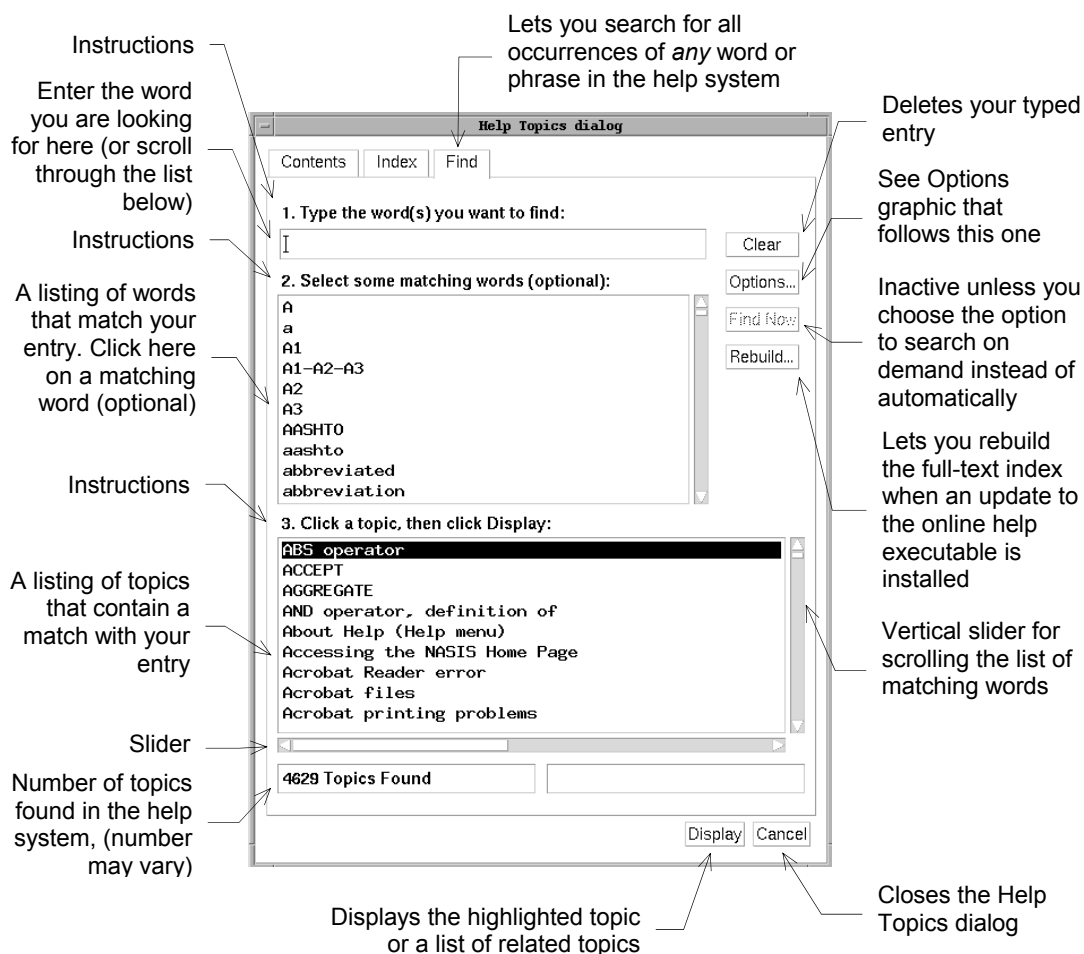 Instructions
Lets you search for all
occurrences of any word or
phrase in the help system
Enter the word
you are looking
for here (or scroll
through the list
below)
Instructions
A listing of words
that match your
entry. Click here
on a matching
word (optional)
Instructions
A listing of topics
that contain a
match with your
entry
Slider
Number of topics
found in the help
system, (number
may vary)
Help Topics dialog
Contents
Index
Find
1. Type the word(s) you want to find:
Clear
2. Select some matching words (optional):
Options...
Find Now
Rebuild...
A
a
A1
A1-A2-A3
A2
A3
AASHTO
aashto
abbreviated
abbreviation
3. Click a topic, then click Display:
ABS operator
ACCEPT
AGGREGATE
AND operator, definition of
About Help (Help menu)
Accessing the NASIS Home Page
Acrobat Reader error
Acrobat files
Acrobat printing problems
4629 Topics Found
Display
Cancel
Deletes your typed
entry
See Options
graphic that
follows this one
Inactive unless you
choose the option
to search on
demand instead of
automatically
Lets you rebuild
the full-text index
when an update to
the online help
executable is
installed
Vertical slider for
scrolling the list of
matching words
Closes the Help
Topics dialog
Displays the highlighted topic
or a list of related topics